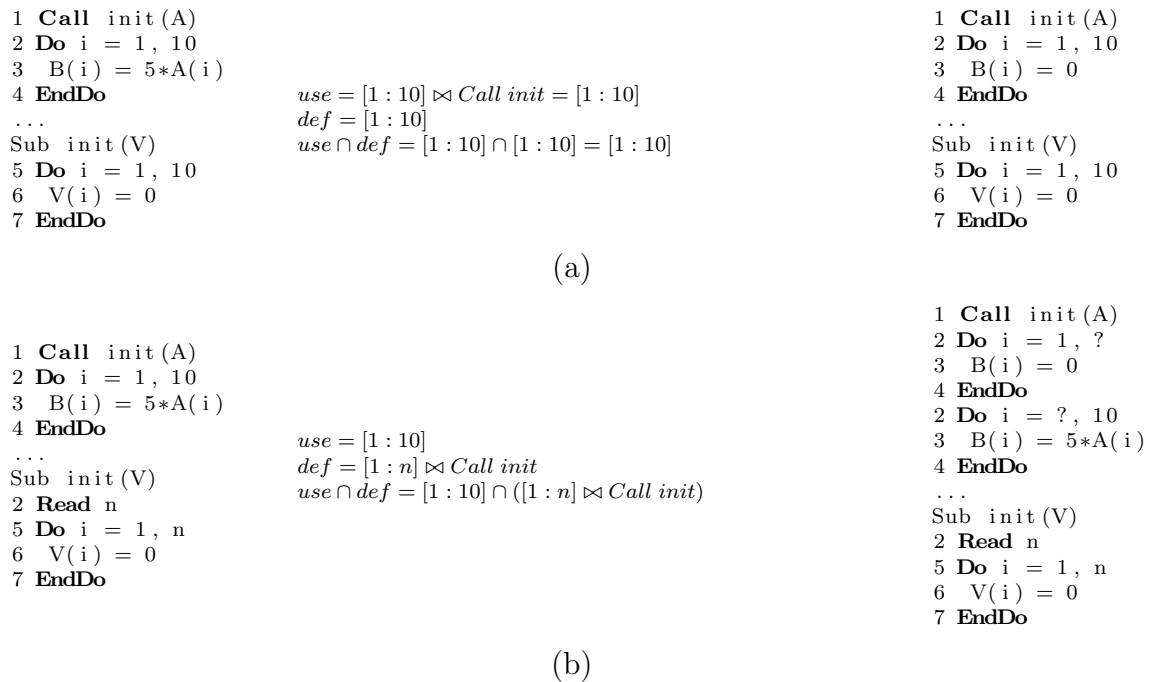 1 Call init(A)
2 Do i = 1, 10
3 B(i) = 5*A(i)
4 EndDo
...
Sub init(V)
5 Do i = 1, 10
6 V(i) = 0
7 EndDo
use = [1 : 10] ⋈ Call init = [1 : 10]
def = [1 : 10]
use ∩ def = [1 : 10] ∩ [1 : 10] = [1 : 10]
1 Call init(A)
2 Do i = 1, 10
3 B(i) = 0
4 EndDo
...
Sub init(V)
5 Do i = 1, 10
6 V(i) = 0
7 EndDo
(a)
1 Call init(A)
2 Do i = 1, 10
3 B(i) = 5*A(i)
4 EndDo
...
Sub init(V)
2 Read n
5 Do i = 1, n
6 V(i) = 0
7 EndDo
use = [1 : 10]
def = [1 : n] ⋈ Call init
use ∩ def = [1 : 10] ∩ ([1 : n] ⋈ Call init)
1 Call init(A)
2 Do i = 1, ?
3 B(i) = 0
4 EndDo
2 Do i = ?, 10
3 B(i) = 5*A(i)
4 EndDo
...
Sub init(V)
2 Read n
5 Do i = 1, n
6 V(i) = 0
7 EndDo
(b)